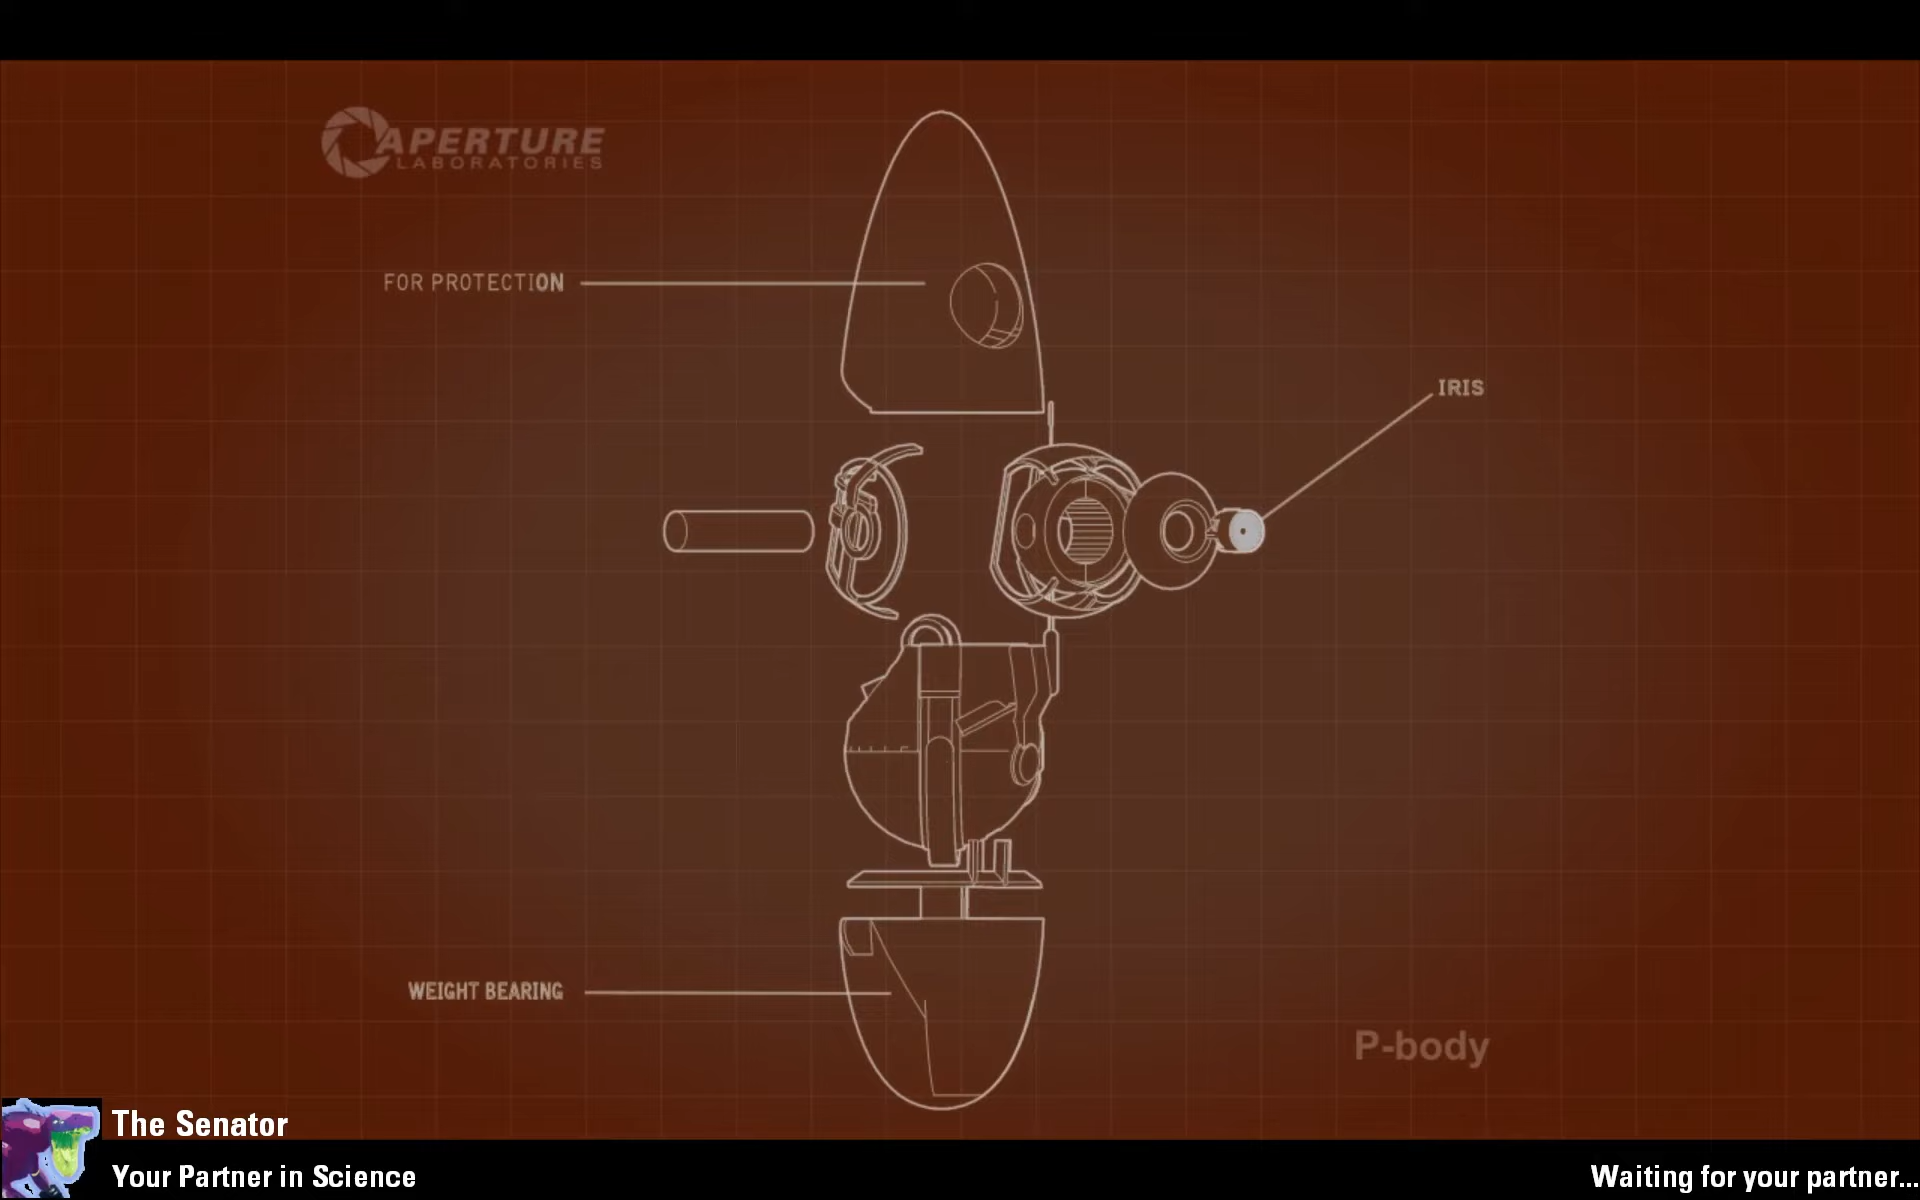 APERTURE
LABORATORIES
FOR PROTECTION
IRIS
WEIGHT BEARING
P-body
The Senator
Your Partner in Science
Waiting for your partner...